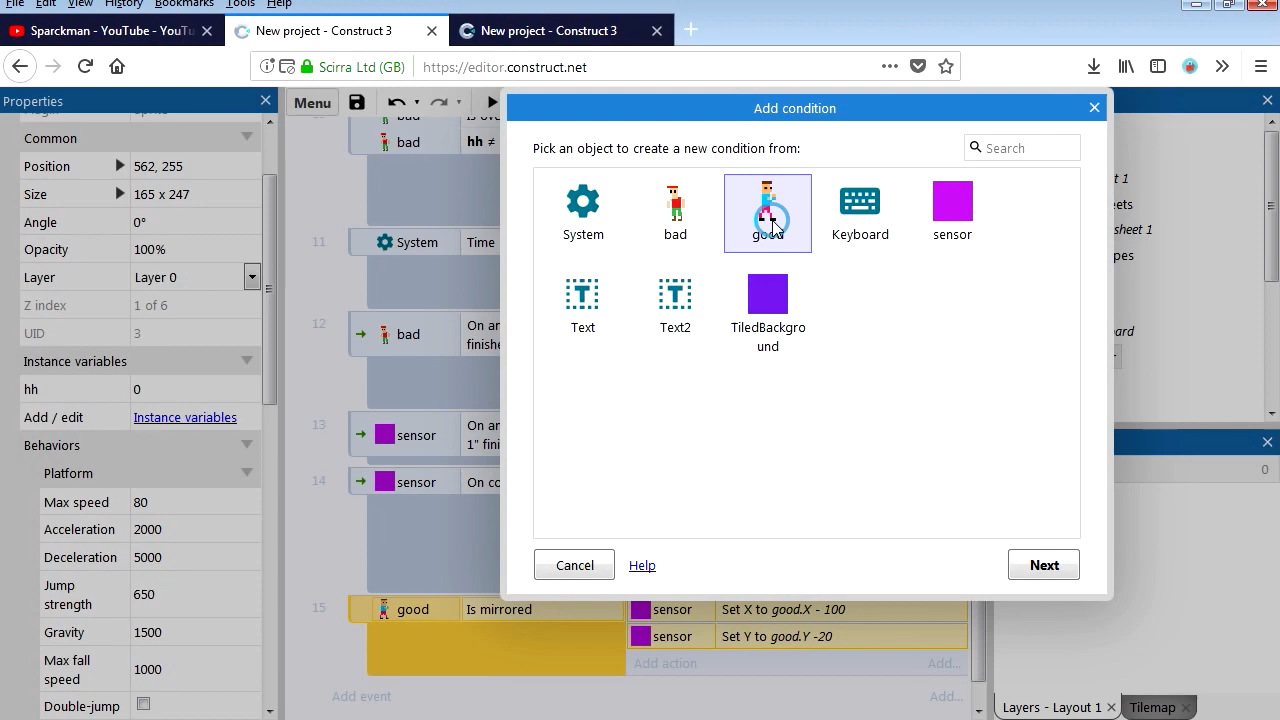 File Edit View History Bookmarks Tools Help
Sparckman - YouTube - YouTu
New project - Construct 3
New project - Construct 3
Scirra Ltd (GB)
https://editor.construct.net
Properties
Menu
Add condition
Common
Position 562, 255
Size 165 x 247
Angle 0°
Opacity 100%
Layer Layer 0
Z index 1 of 6
UID 3
Instance variables
hh 0
Add / edit Instance variables
Behaviors
Platform
Max speed 80
Acceleration 2000
Deceleration 5000
Jump strength 650
Gravity 1500
Max fall speed 1000
Double-jump
bad
bad hh ≠
11 System Time
12 bad On an
finishe
13 sensor On an
1" fini
14 sensor On co
15 good Is mirrored
sensor Set X to good.X - 100
sensor Set Y to good.Y -20
Add action Add...
Add event Add...
Pick an object to create a new condition from:
Search
System
bad
good
Keyboard
sensor
Text
Text2
TiledBackgro
und
Cancel
Help
Next
t 1
eets
sheet 1
pes
ard
0
Layers - Layout 1
Tilemap